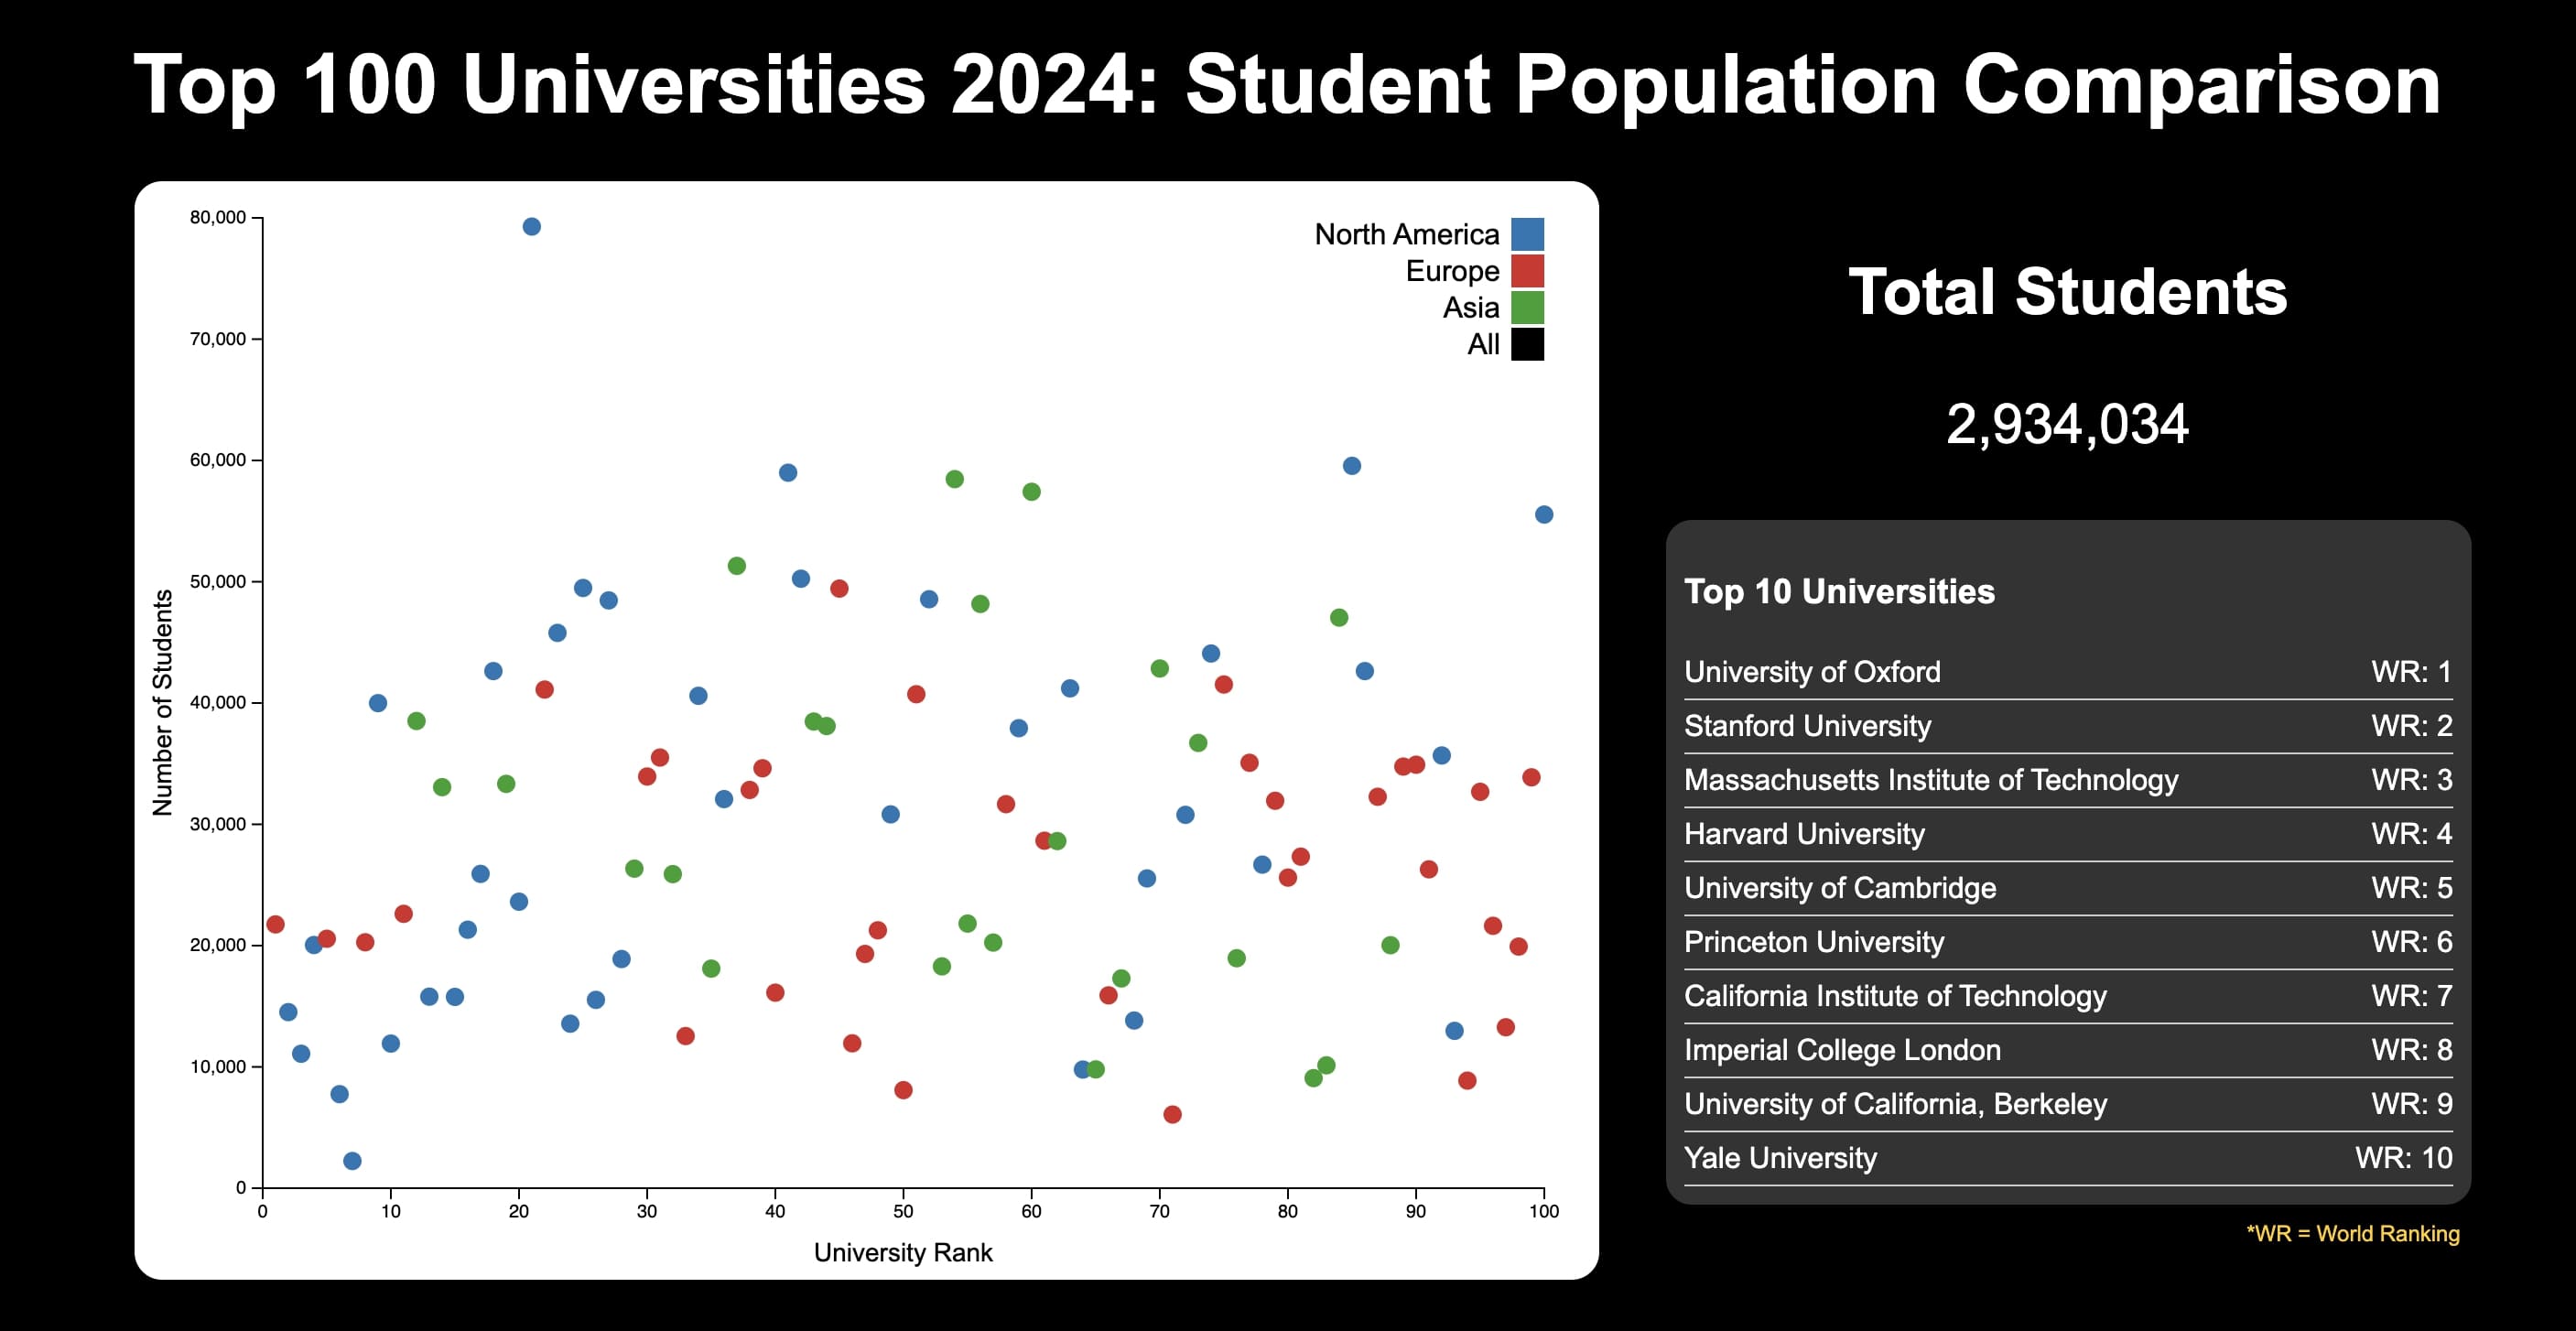 Top 100 Universities 2024: Student Population Comparison
80,000
70,000
60,000
50,000
40,000
30,000
20,000
10,000
0
Number of Students
0 10 20 30 40 50 60 70 80 90 100
University Rank
North America
Europe
Asia
All
Total Students
2,934,034
Top 10 Universities
University of Oxford WR: 1
Stanford University WR: 2
Massachusetts Institute of Technology WR: 3
Harvard University WR: 4
University of Cambridge WR: 5
Princeton University WR: 6
California Institute of Technology WR: 7
Imperial College London WR: 8
University of California, Berkeley WR: 9
Yale University WR: 10
*WR = World Ranking